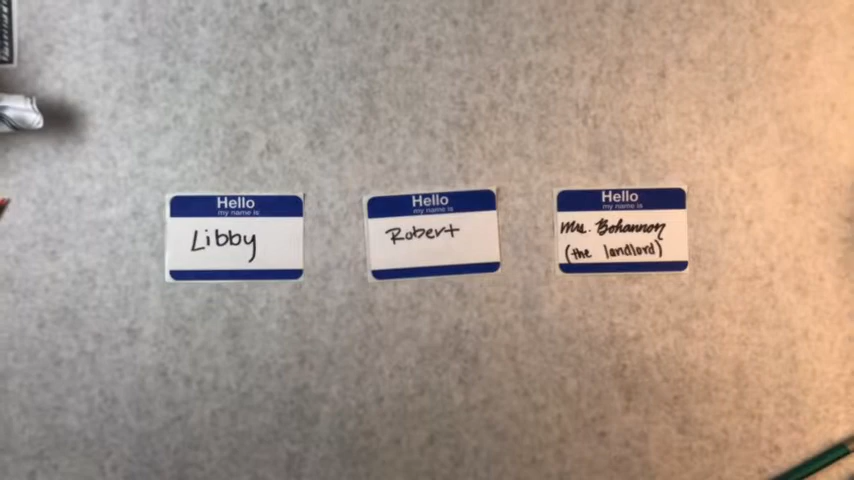 Hello
my name is
Libby
Hello
my name is
Robert
Hello
my name is
Mrs. Bohannon
(the landlord)